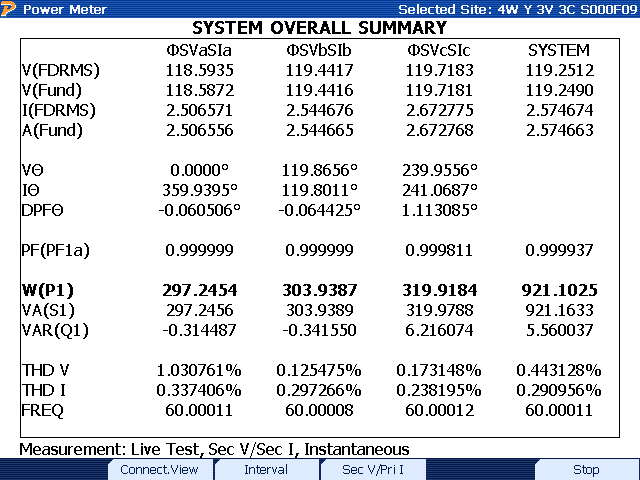 Power Meter Selected Site: 4W Y 3V 3C S000F09
SYSTEM OVERALL SUMMARY
ΦSVaSIa ΦSVbSIb ΦSVcSIc SYSTEM
V(FDRMS) 118.5935 119.4417 119.7183 119.2512
V(Fund) 118.5872 119.4416 119.7181 119.2490
I(FDRMS) 2.506571 2.544676 2.672775 2.574674
A(Fund) 2.506556 2.544665 2.672768 2.574663
VΘ 0.0000° 119.8656° 239.9556°
IΘ 359.9395° 119.8011° 241.0687°
DPFΘ -0.060506° -0.064425° 1.113085°
PF(PF1a) 0.999999 0.999999 0.999811 0.999937
W(P1) 297.2454 303.9387 319.9184 921.1025
VA(S1) 297.2456 303.9389 319.9788 921.1633
VAR(Q1) -0.314487 -0.341550 6.216074 5.560037
THD V 1.030761% 0.125475% 0.173148% 0.443128%
THD I 0.337406% 0.297266% 0.238195% 0.290956%
FREQ 60.00011 60.00008 60.00012 60.00011
Measurement: Live Test, Sec V/Sec I, Instantaneous
Connect.View Interval Sec V/Pri I Stop